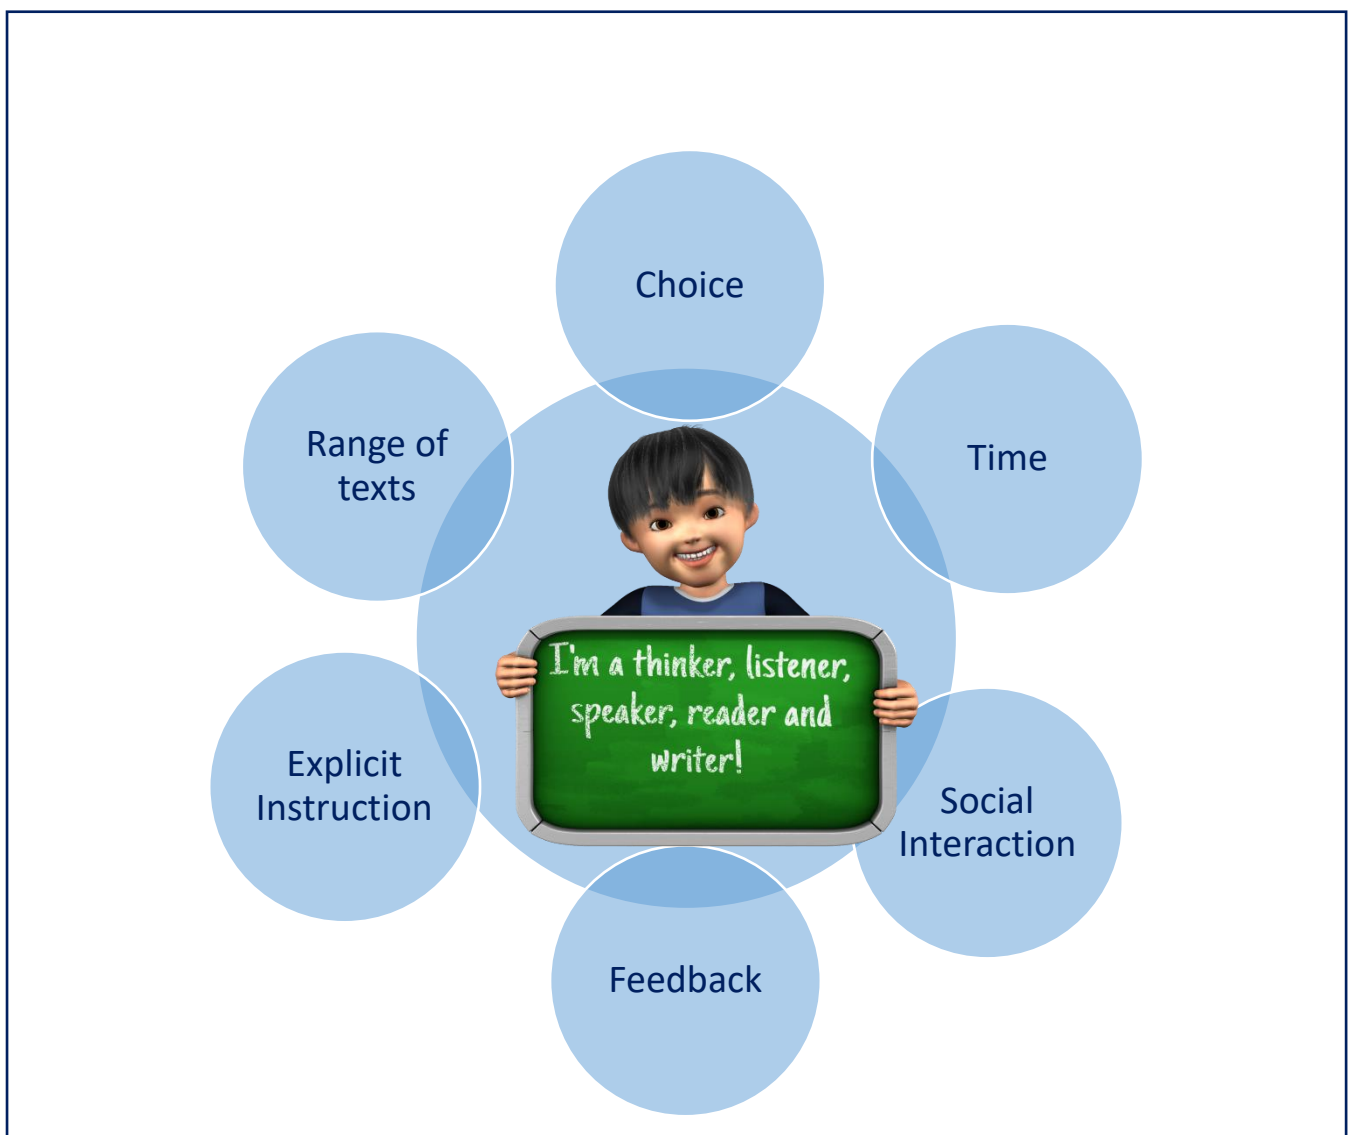 Choice
Range of
texts
Time
I'm a thinker, listener,
speaker, reader and
writer!
Explicit
Instruction
Social
Interaction
Feedback